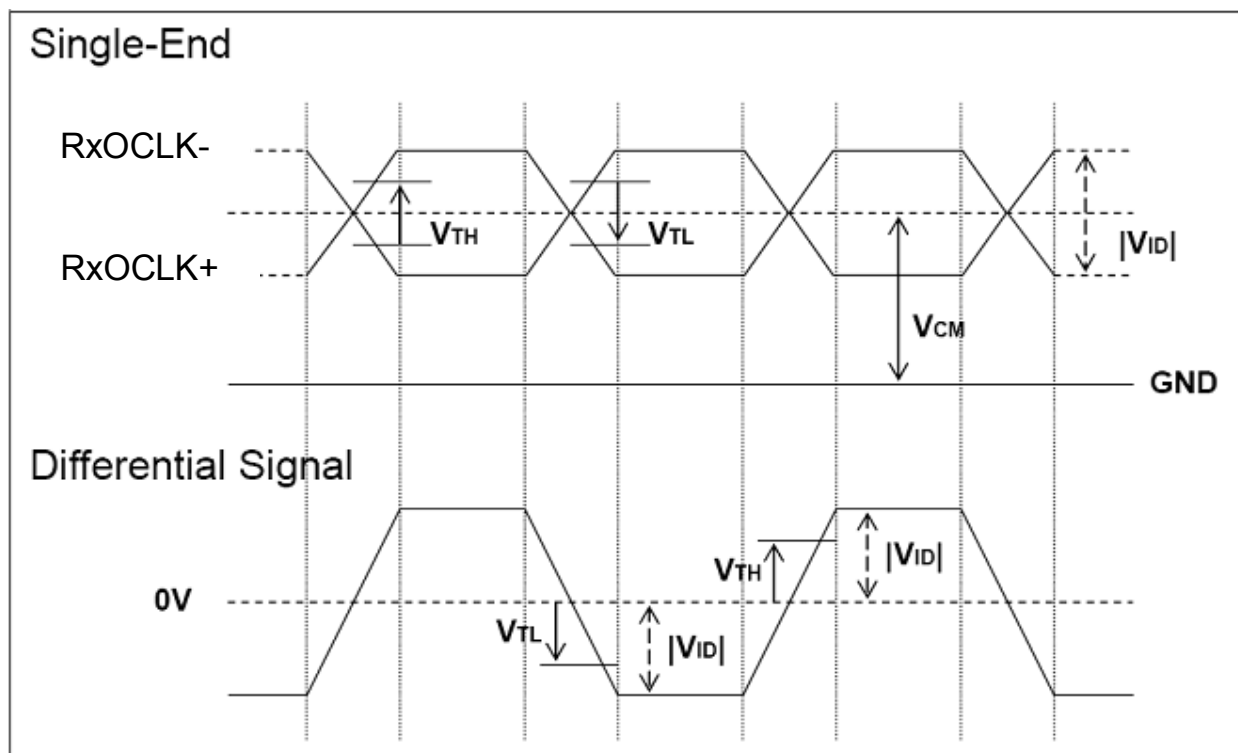 Single-End
RxOCLK-
VTH
VTL
RxOCLK+
|VID|
VCM
GND
Differential Signal
VTH
|VID|
0V
VTL
|VID|